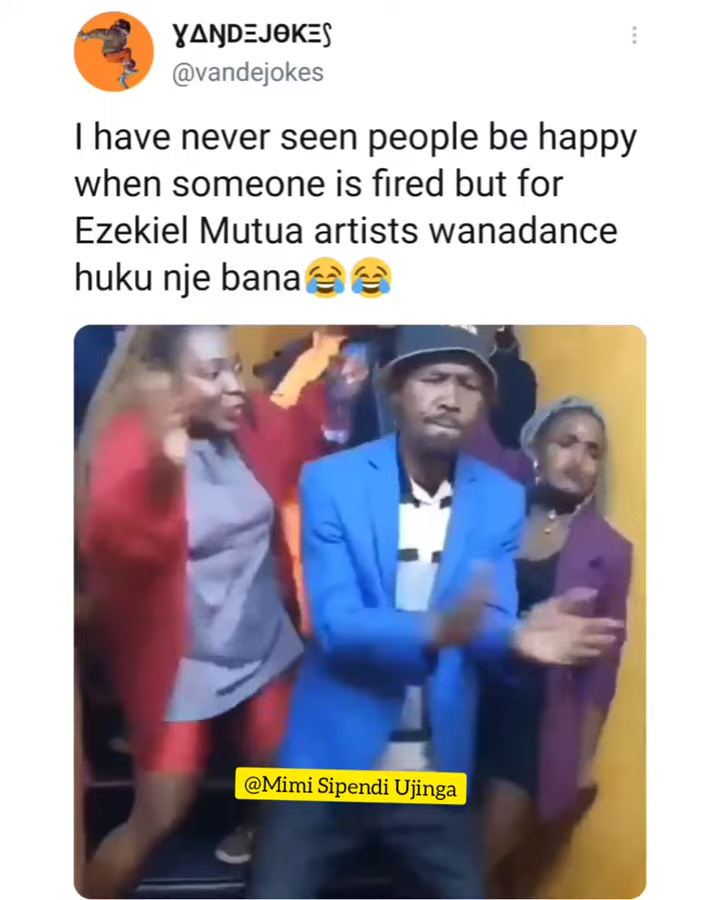 ɣΔŊDΞJѲKΞʃ
@vandejokes
I have never seen people be happy
when someone is fired but for
Ezekiel Mutua artists wanadance
huku nje bana😂😂
@Mimi Sipendi Ujinga